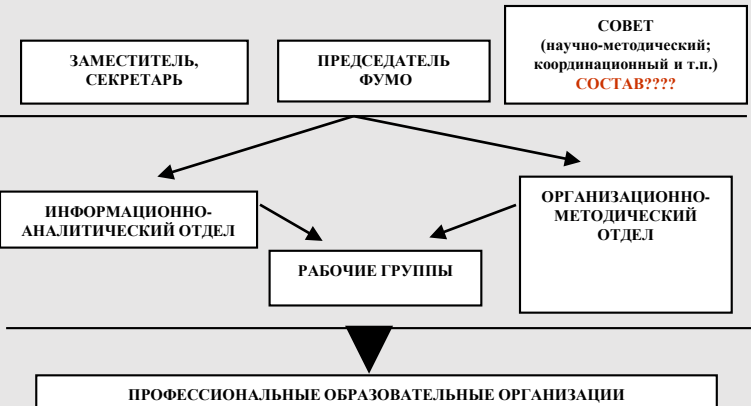 ЗАМЕСТИТЕЛЬ,
СЕКРЕТАРЬ
ПРЕДСЕДАТЕЛЬ
ФУМО
СОВЕТ
(научно-методический;
координационный и т.п.)
СОСТАВ????
ИНФОРМАЦИОННО-
АНАЛИТИЧЕСКИЙ ОТДЕЛ
ОРГАНИЗАЦИОННО-
МЕТОДИЧЕСКИЙ
ОТДЕЛ
РАБОЧИЕ ГРУППЫ
ПРОФЕССИОНАЛЬНЫЕ ОБРАЗОВАТЕЛЬНЫЕ ОРГАНИЗАЦИИ